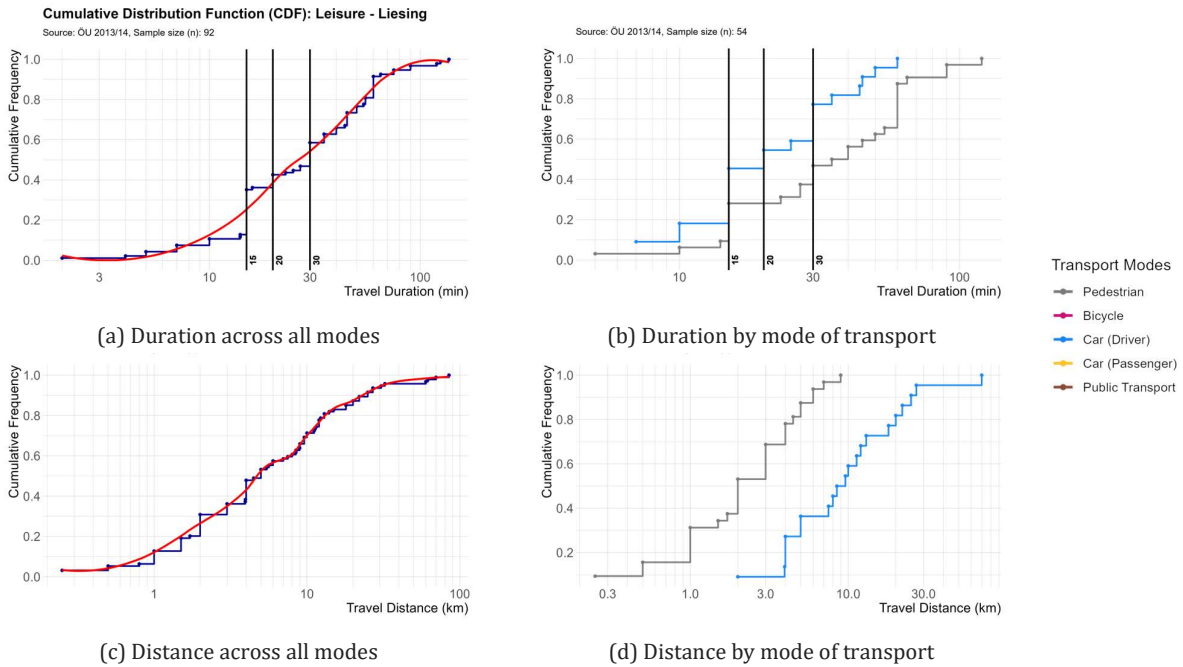 Cumulative Distribution Function (CDF): Leisure - Liesing
Source: ÖU 2013/14, Sample size (n): 92
Cumulative Frequency
1.0
0.8
0.6
0.4
0.2
0.0
15
20
30
3
10
30
100
Travel Duration (min)
(a) Duration across all modes
Source: ÖU 2013/14, Sample size (n): 54
Cumulative Frequency
1.0
0.8
0.6
0.4
0.2
0.0
15
20
30
10
100
Travel Duration (min)
(b) Duration by mode of transport
Cumulative Frequency
1.0
0.8
0.6
0.4
0.2
0.0
1
10
100
Travel Distance (km)
(c) Distance across all modes
Cumulative Frequency
1.0
0.8
0.6
0.4
0.2
0.3
1.0
3.0
10.0
30.0
Travel Distance (km)
(d) Distance by mode of transport
Transport Modes
Pedestrian
Bicycle
Car (Driver)
Car (Passenger)
Public Transport